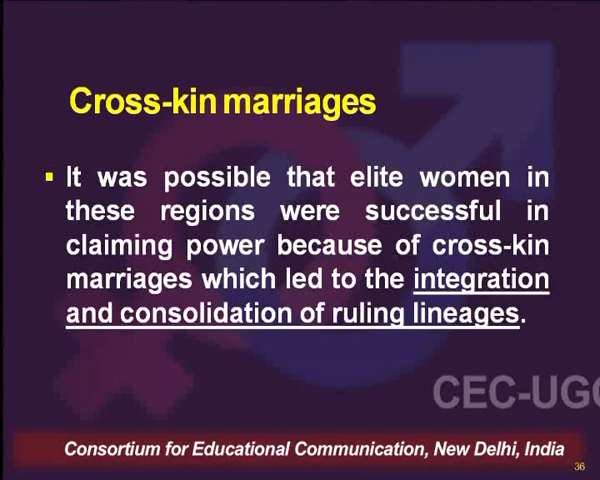 Cross-kin marriages
▪ It was possible that elite women in
these regions were successful in
claiming power because of cross-kin
marriages which led to the integration
and consolidation of ruling lineages.
CEC-UGC
Consortium for Educational Communication, New Delhi, India
36